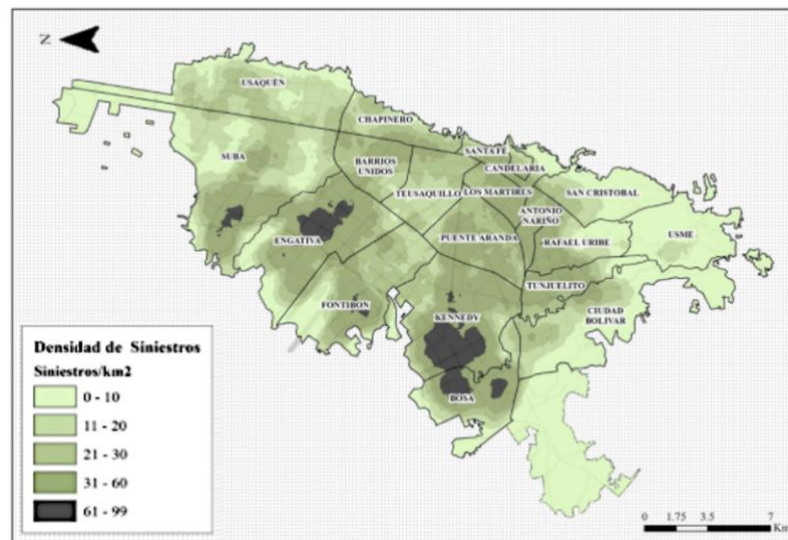 N
USAQUÉN
CHAPINERO
SANTA FÉ
SUBA
BARRIOS
UNIDOS
CANDELARIA
TEUSAQUILLO
LOS MARTIRES
SAN CRISTOBAL
ANTONIO
NARIÑO
ENGATIVA
PUENTE ARANDA
RAFAEL URIBE
USME
TUNJUELITO
FONTIBON
KENNEDY
CIUDAD
BOLIVAR
BOSA
Densidad de Siniestros
Siniestros/km2
0 - 10
11 - 20
21 - 30
31 - 60
61 - 99
0 1.75 3.5 7
Km